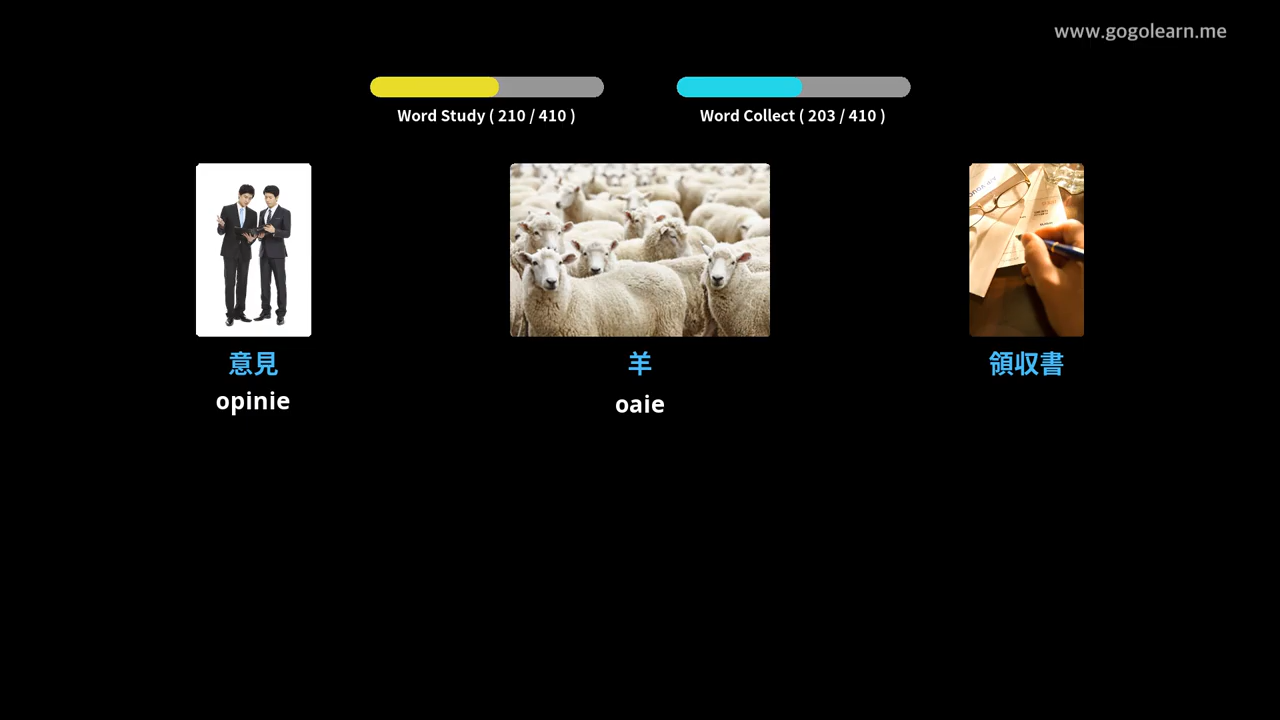 www.gogolearn.me
Word Study ( 210 / 410 )
Word Collect ( 203 / 410 )
意見
opinie
羊
oaie
領収書